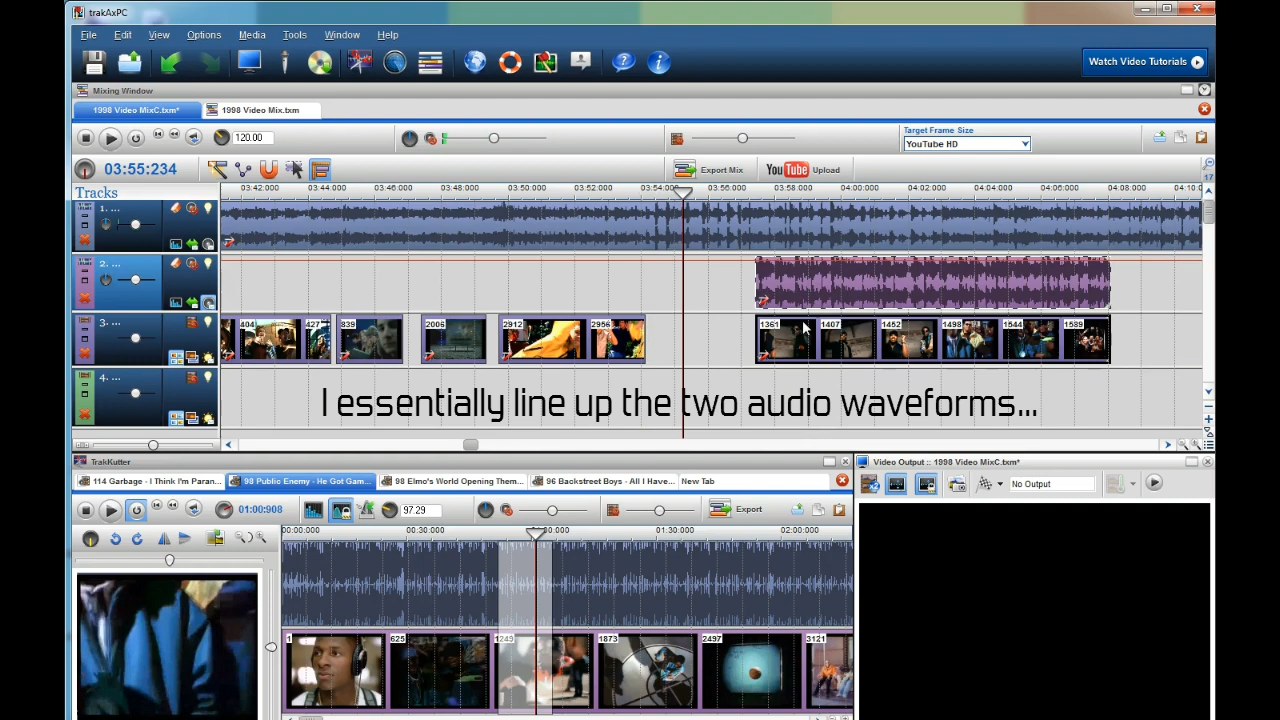 trakAxPC
File Edit View Options Media Tools Window Help
Watch Video Tutorials
Mixing Window
1998 Video MixC.txm* 1998 Video Mix.txm
120.00
Target Frame Size
YouTube HD
03:55:234
Export Mix
YouTube Upload
17
Tracks
03:42:000 03:44:000 03:46:000 03:48:000 03:50:000 03:52:000 03:54:000 03:56:000 03:58:000 04:00:000 04:02:000 04:04:000 04:06:000 04:08:000 04:10:0
1. ...
2. ...
3. ...
404 427 839 2006 2912 2956 1361 1407 1452 1498 1544 1589
4. ...
I essentially line up the two audio waveforms...
TrakKutter
114 Garbage - I Think I'm Paran... 98 Public Enemy - He Got Gam... 98 Elmo's World Opening Them... 96 Backstreet Boys - All I Have... New Tab
01:00:908
97.29
Export
00:00:000 00:30:000 01:30:000 02:00:000
1 625 1249 1873 2497 3121
Video Output :: 1998 Video MixC.txm*
No Output